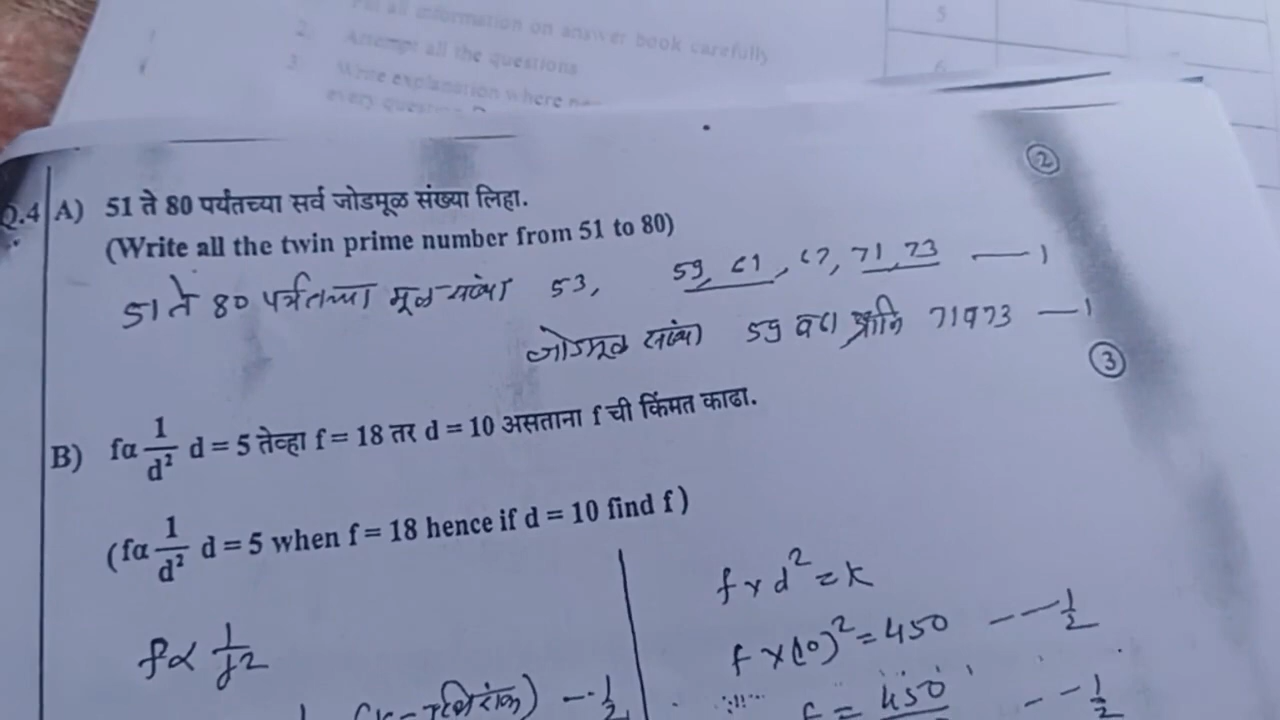 Fill all information on answer book carefully
2. Attempt all the questions
3. Write explanation where
every
5
6
2
Q.4 A) 51 ते 80 पर्यंतच्या सर्व जोडमूळ संख्या लिहा.
(Write all the twin prime number from 51 to 80)
51 ते 80 पर्यंतच्या मूळ संख्या 53, 59, 61, 67, 71, 73 — 1
जोडमूळ संख्या 59 व 61 आणि 71 व 73 — 1
3
B) fα 1/d² d = 5 तेव्हा f = 18 तर d = 10 असताना f ची किंमत काढा.
(fα 1/d² d = 5 when f = 18 hence if d = 10 find f)
f∝ 1/d²
f × d² = k
f × (10)² = 450 — 1/2
f = 450 — 1/2